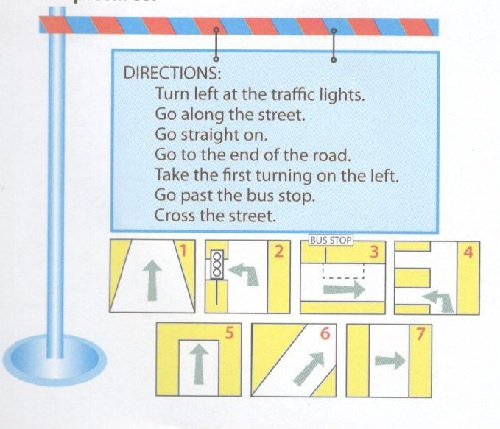 DIRECTIONS:
Turn left at the traffic lights.
Go along the street.
Go straight on.
Go to the end of the road.
Take the first turning on the left.
Go past the bus stop.
Cross the street.
BUS STOP
1
2
3
4
5
6
7